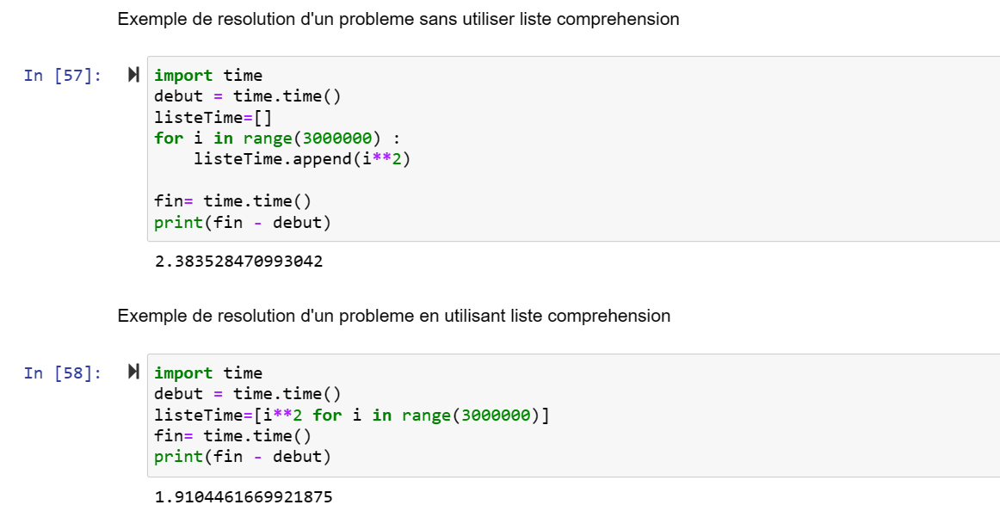 Exemple de resolution d'un probleme sans utiliser liste comprehension
In [57]:
import time
debut = time.time()
listeTime=[]
for i in range(3000000) :
    listeTime.append(i**2)
fin= time.time()
print(fin - debut)
2.383528470993042
Exemple de resolution d'un probleme en utilisant liste comprehension
In [58]:
import time
debut = time.time()
listeTime=[i**2 for i in range(3000000)]
fin= time.time()
print(fin - debut)
1.9104461669921875